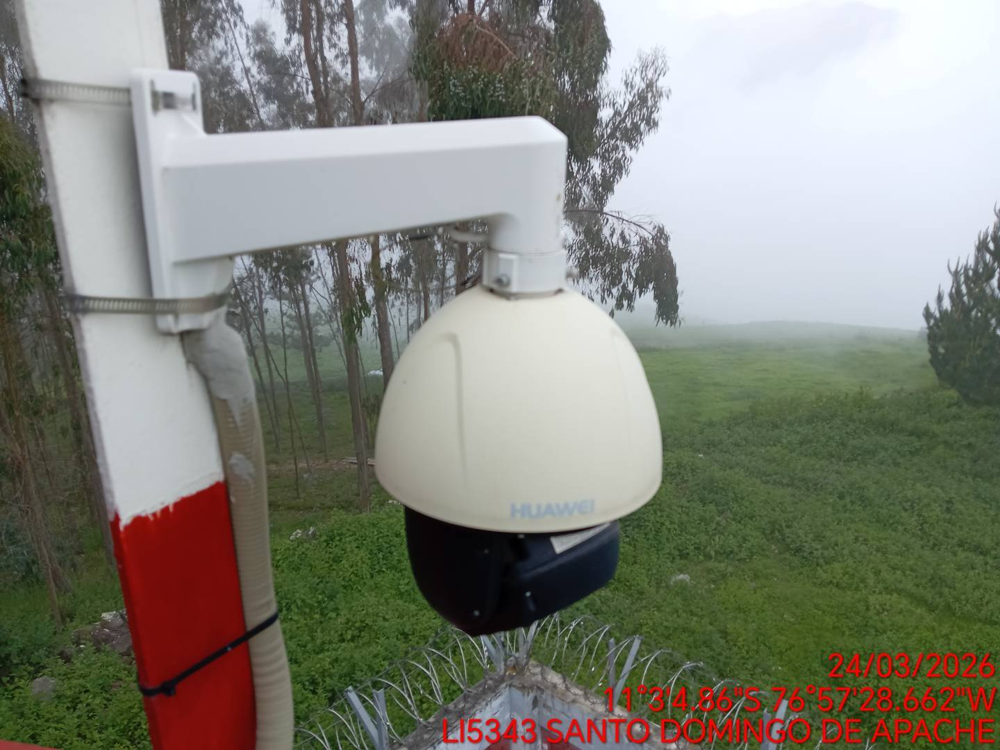 HUAWEI
24/03/2026
11°3'4.86"S 76°57'28.662"W
LI5343 SANTO DOMINGO DE APACHE